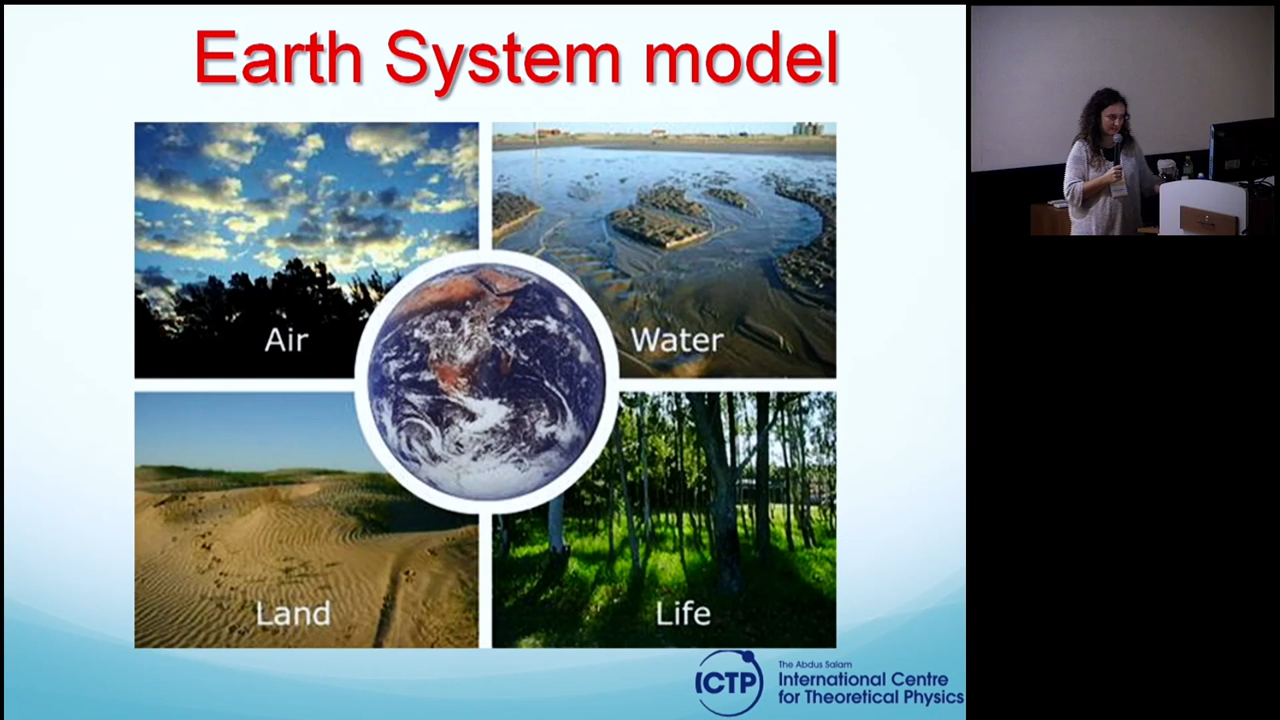 Earth System model
Air
Water
Land
Life
ICTP
The Abdus Salam
International Centre
for Theoretical Physics